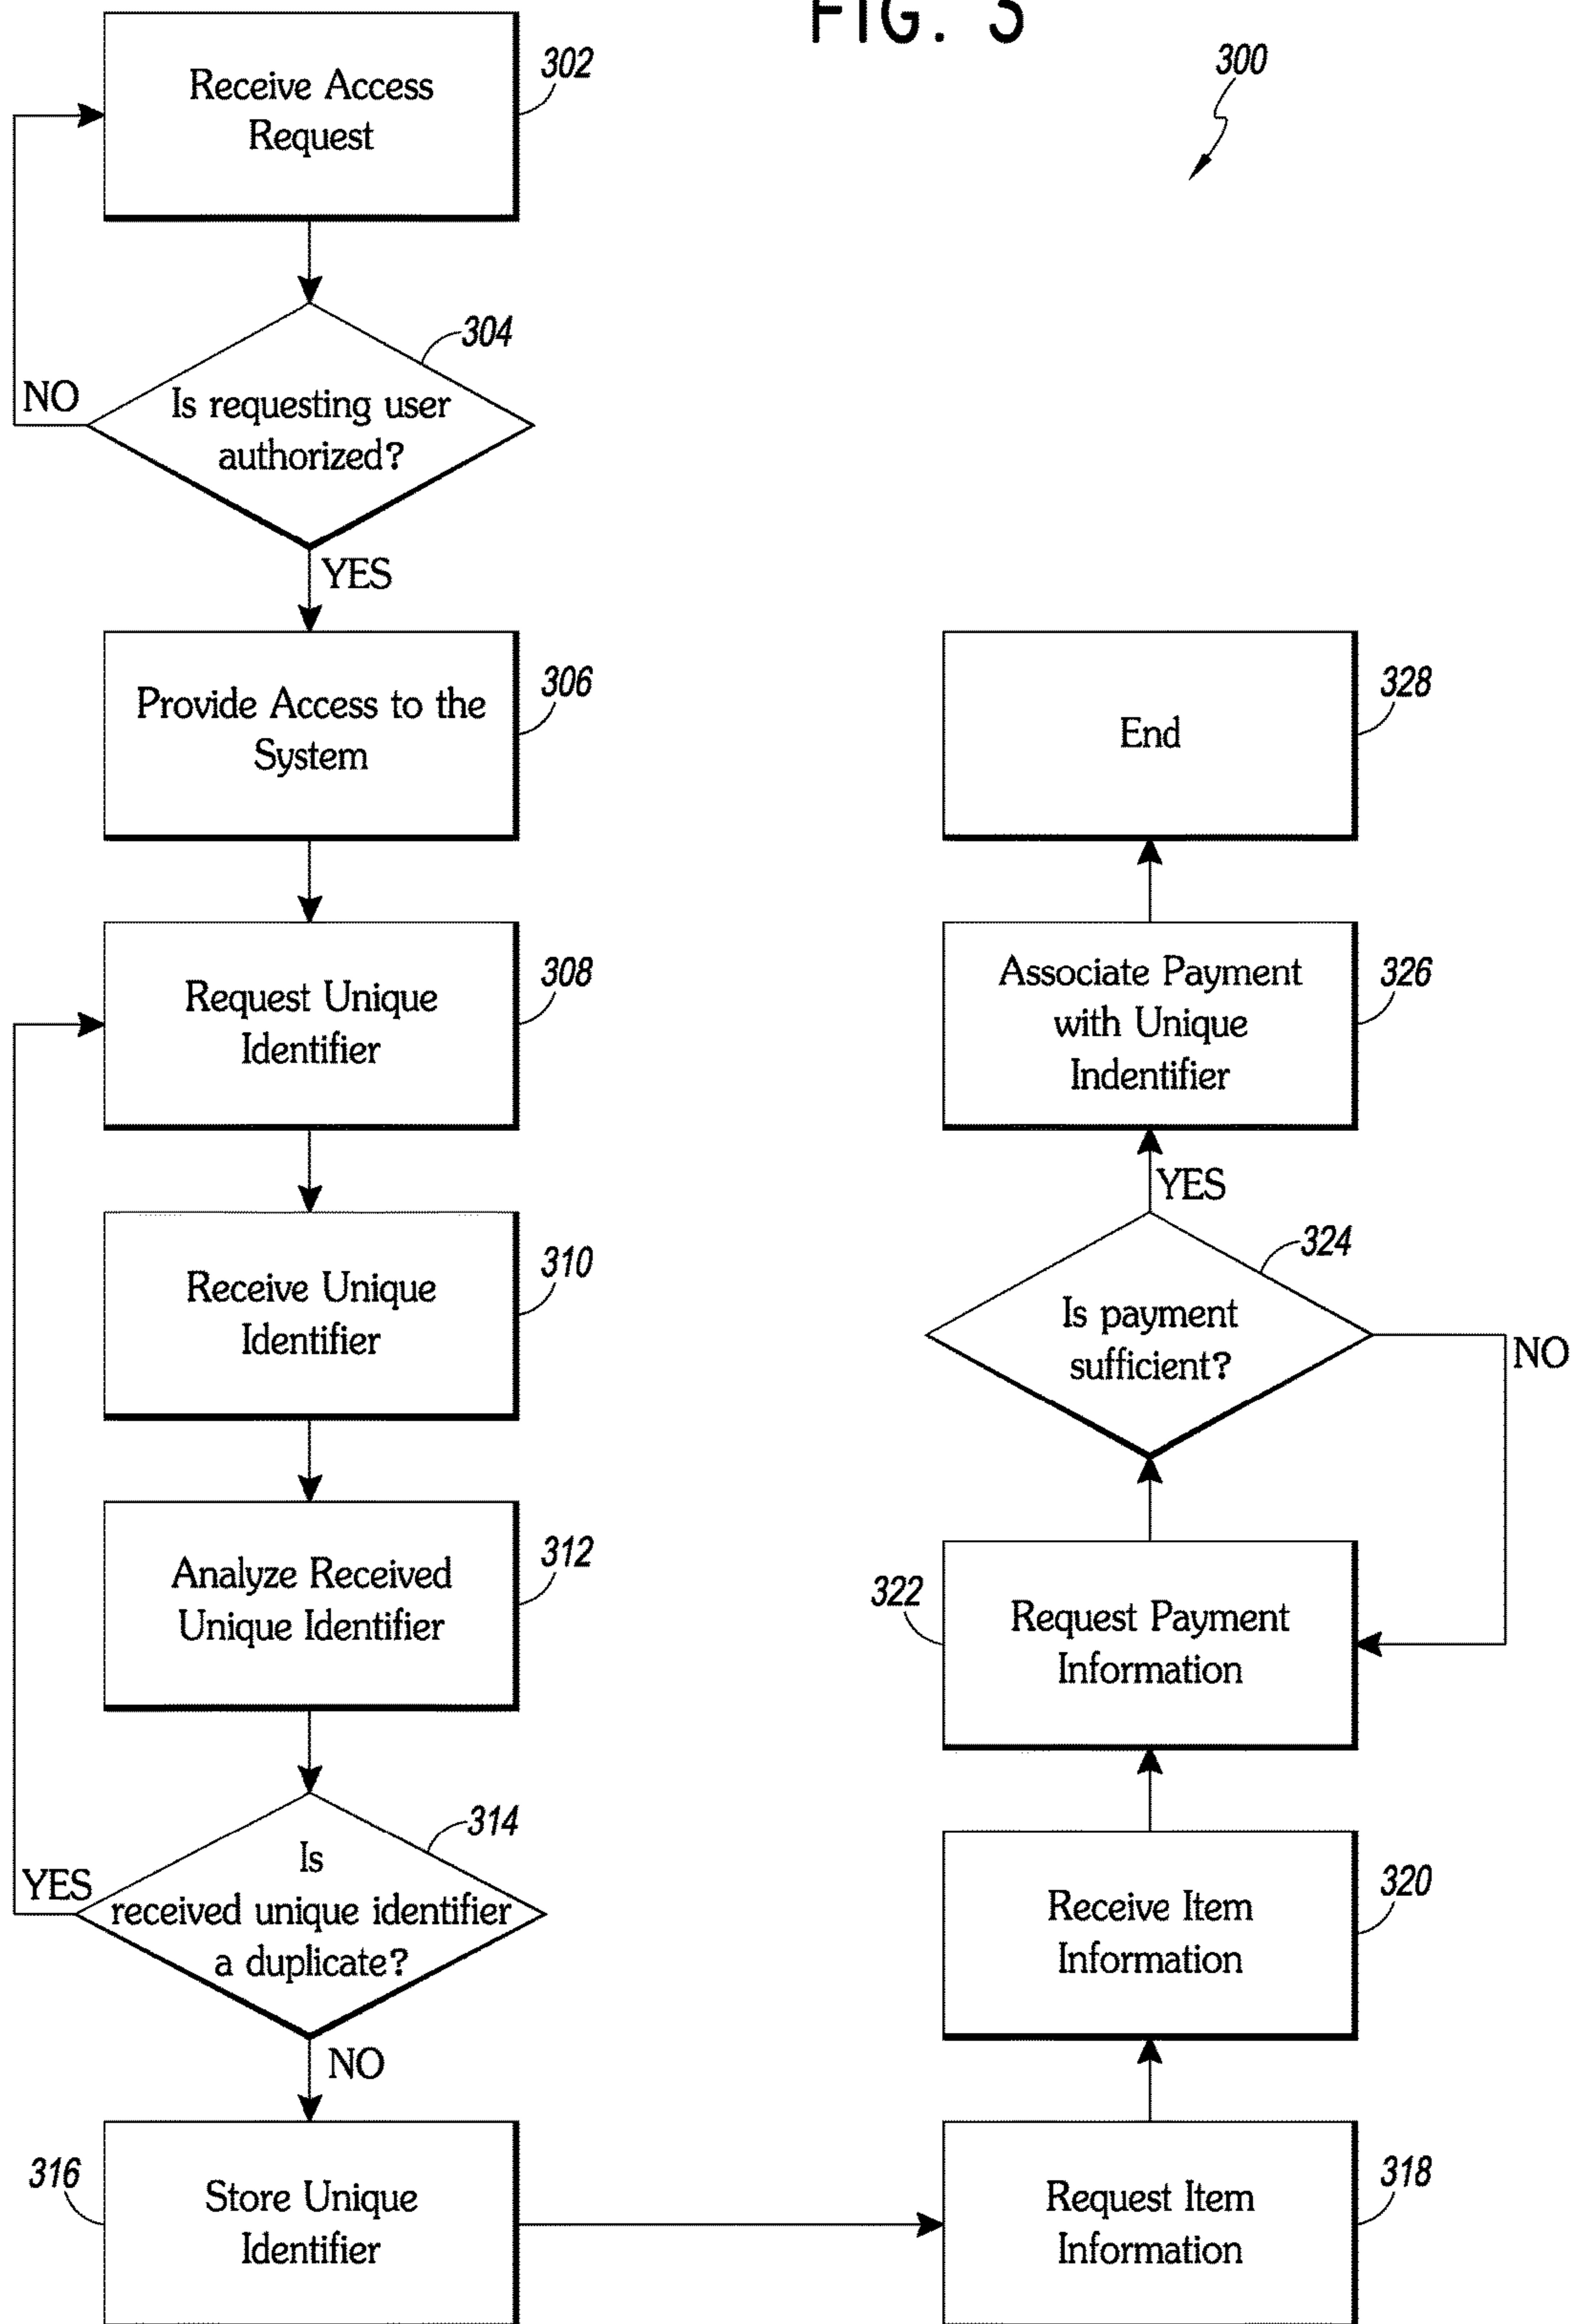 FIG. 3
300
Receive Access
Request
302
304
Is requesting user
authorized?
NO
YES
Provide Access to the
System
306
Request Unique
Identifier
308
Receive Unique
Identifier
310
Analyze Received
Unique Identifier
312
314
Is
received unique identifier
a duplicate?
YES
NO
316
Store Unique
Identifier
Request Item
Information
318
Receive Item
Information
320
322
Request Payment
Information
324
Is payment
sufficient?
NO
YES
Associate Payment
with Unique
Indentifier
326
End
328